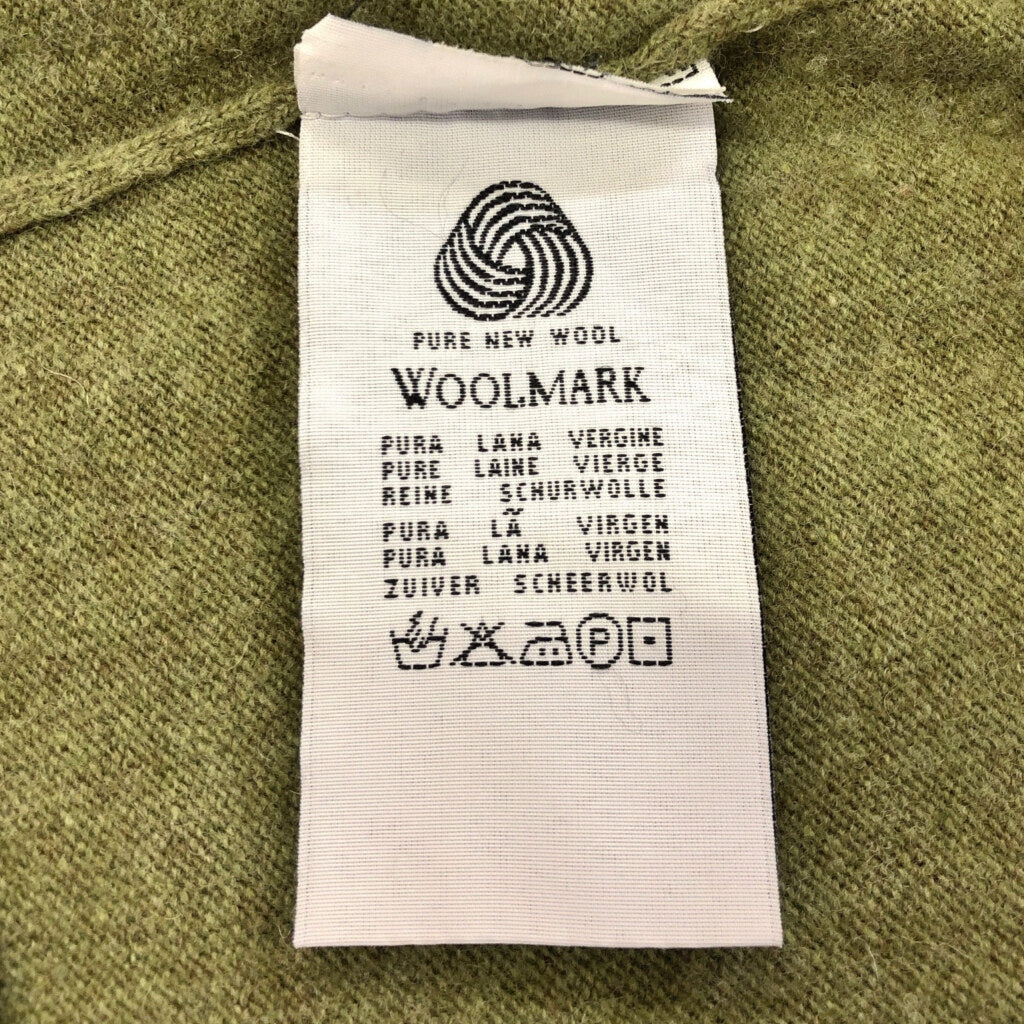 PURE NEW WOOL
WOOLMARK
PURA LANA VERGINE
PURE LAINE VIERGE
REINE SCHURWOLLE
PURA LÃ VIRGEN
PURA LANA VIRGEN
ZUIVER SCHEERWOL
P